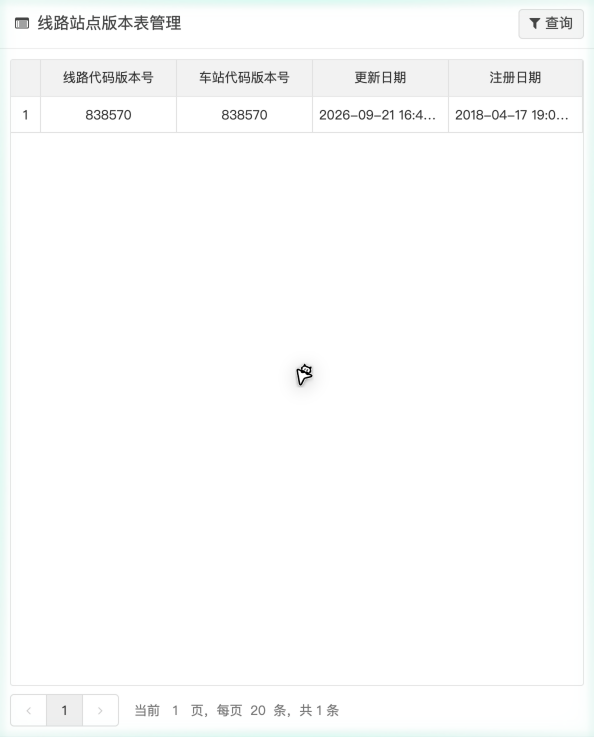 线路站点版本表管理 查询
线路代码版本号 车站代码版本号 更新日期 注册日期
1 838570 838570 2026-09-21 16:4... 2018-04-17 19:0...
1 当前 1 页，每页 20 条，共 1 条